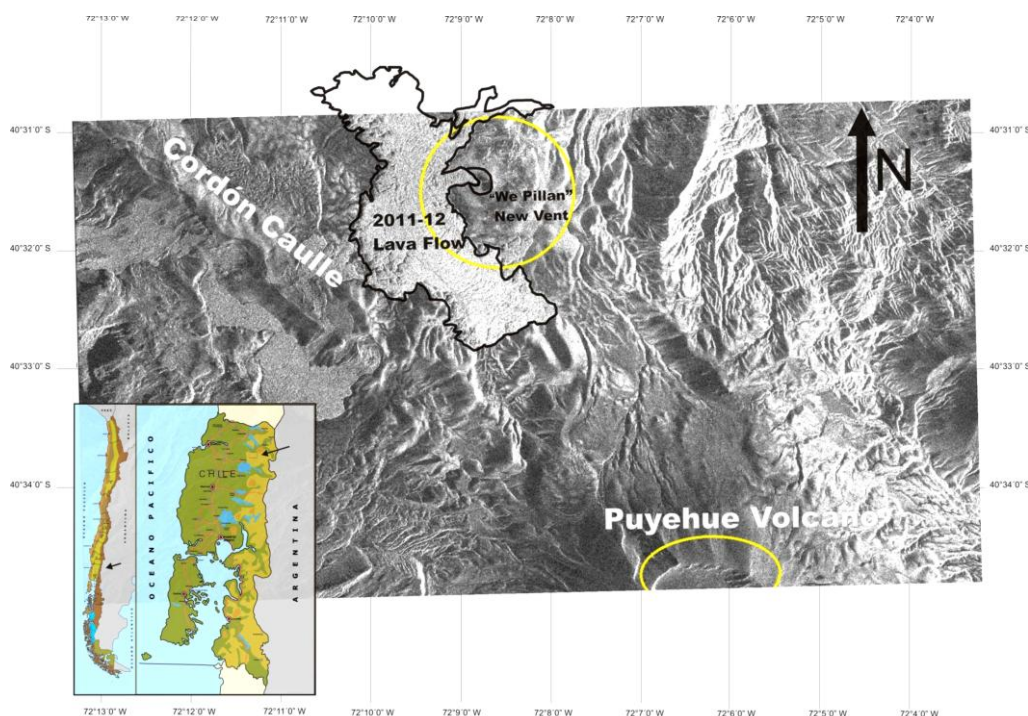 72°13'0" W 72°12'0" W 72°11'0" W 72°10'0" W 72°9'0" W 72°8'0" W 72°7'0" W 72°6'0" W 72°5'0" W 72°4'0" W
40°31'0" S 40°31'0" S
40°32'0" S 40°32'0" S
40°33'0" S 40°33'0" S
40°34'0" S 40°34'0" S
Cordón Caulle
2011-12
Lava Flow
"We Pillan"
New Vent
N
Puyehue Volcano
OCEANO PACIFICO
CHILE
ARGENTINA
72°13'0" W 72°12'0" W 72°11'0" W 72°10'0" W 72°9'0" W 72°8'0" W 72°7'0" W 72°6'0" W 72°5'0" W 72°4'0" W